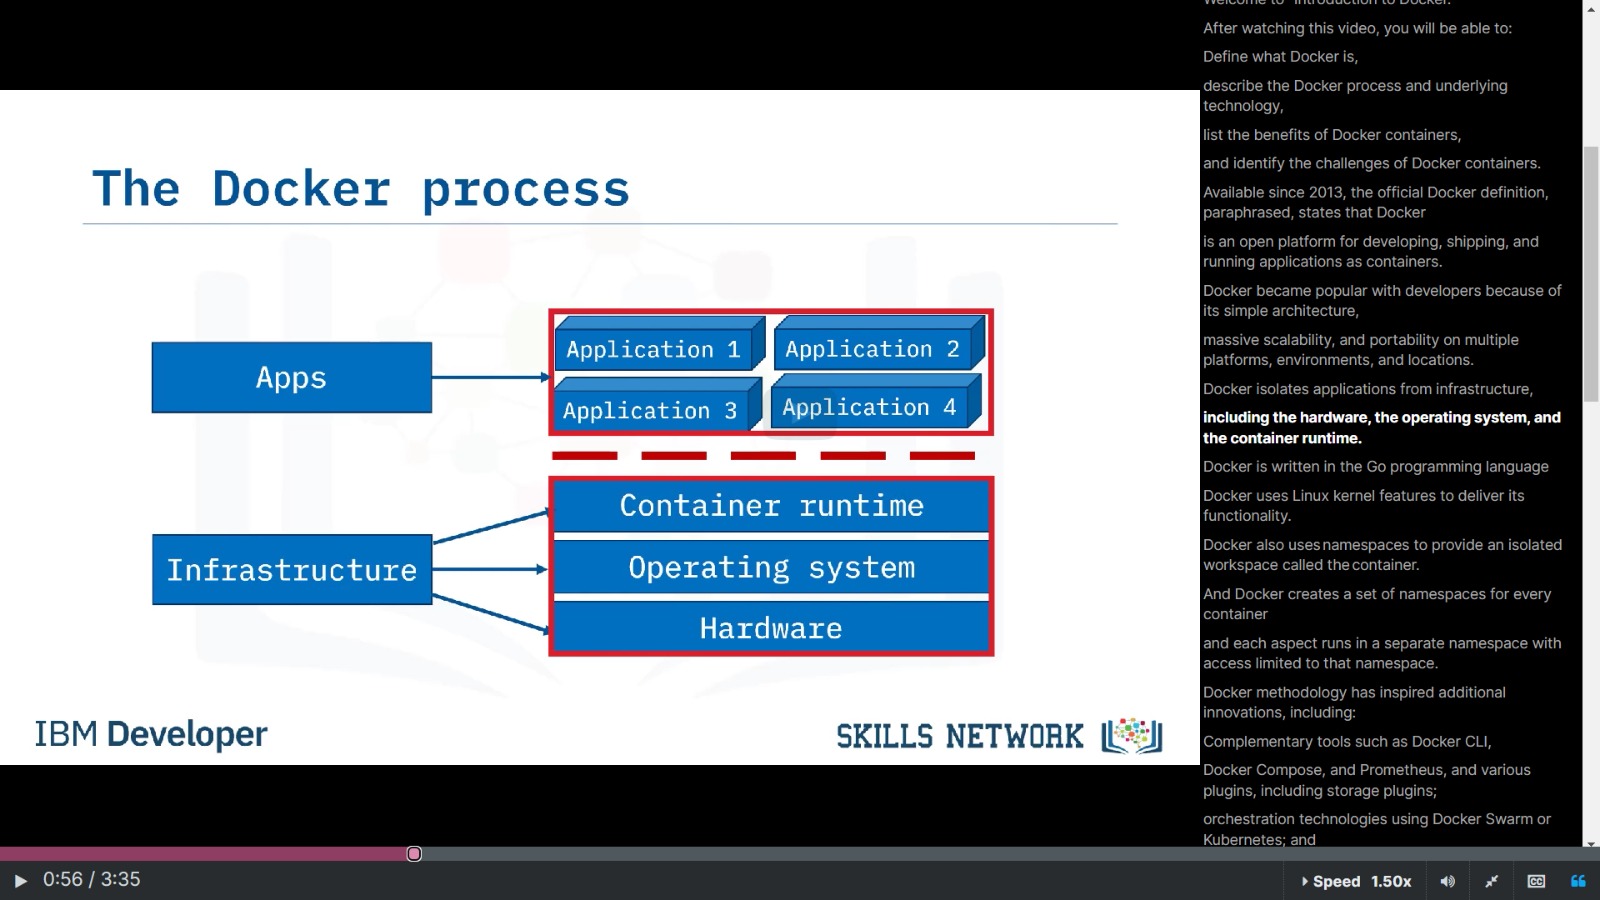 The Docker process
Apps
Application 1
Application 2
Application 3
Application 4
Infrastructure
Container runtime
Operating system
Hardware
IBM Developer
SKILLS NETWORK
Welcome to "Introduction to Docker."
After watching this video, you will be able to:
Define what Docker is,
describe the Docker process and underlying
technology,
list the benefits of Docker containers,
and identify the challenges of Docker containers.
Available since 2013, the official Docker definition,
paraphrased, states that Docker
is an open platform for developing, shipping, and
running applications as containers.
Docker became popular with developers because of
its simple architecture,
massive scalability, and portability on multiple
platforms, environments, and locations.
Docker isolates applications from infrastructure,
including the hardware, the operating system, and
the container runtime.
Docker is written in the Go programming language
Docker uses Linux kernel features to deliver its
functionality.
Docker also uses namespaces to provide an isolated
workspace called the container.
And Docker creates a set of namespaces for every
container
and each aspect runs in a separate namespace with
access limited to that namespace.
Docker methodology has inspired additional
innovations, including:
Complementary tools such as Docker CLI,
Docker Compose, and Prometheus, and various
plugins, including storage plugins;
orchestration technologies using Docker Swarm or
Kubernetes; and
0:56 / 3:35
Speed 1.50x
CC